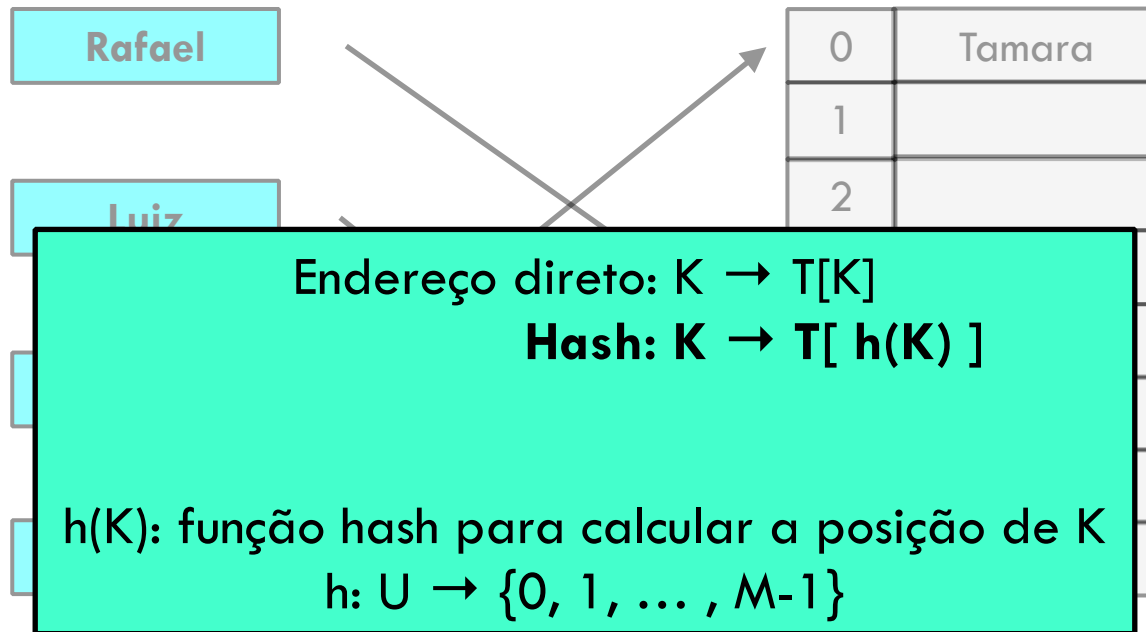 Rafael
0 Tamara
1
Luiz
2
Endereço direto: K → T[K]
Hash: K → T[ h(K) ]
h(K): função hash para calcular a posição de K
h: U → {0, 1, ... , M-1}